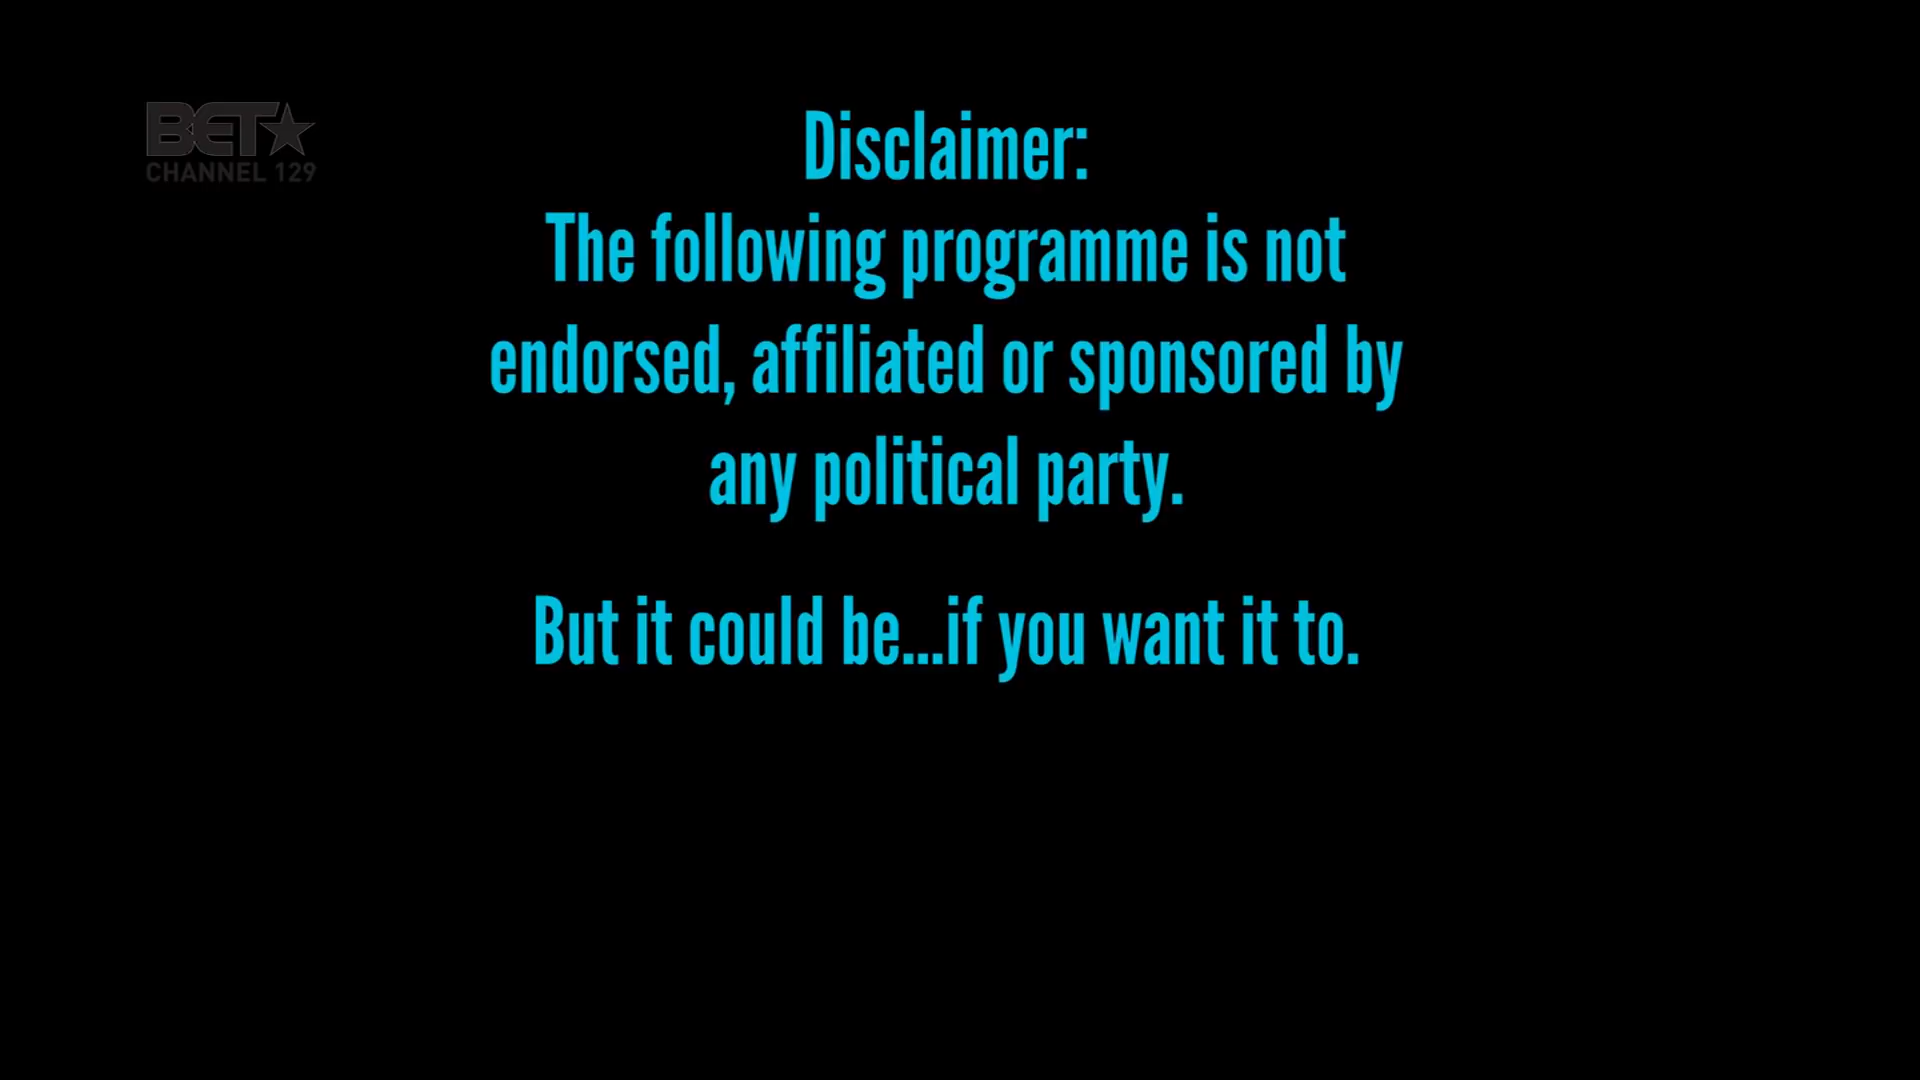 BET
CHANNEL 129
Disclaimer:
The following programme is not
endorsed, affiliated or sponsored by
any political party.
But it could be...if you want it to.